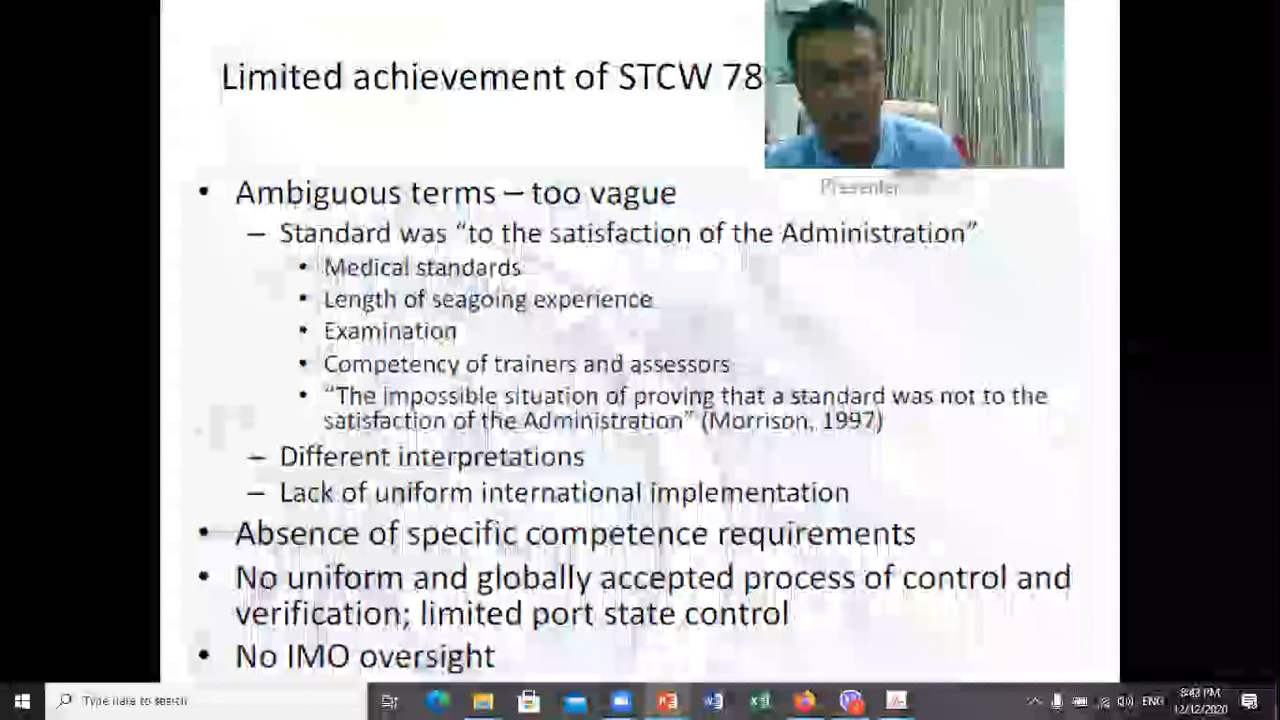 Limited achievement of STCW 78
Presenter
• Ambiguous terms – too vague
– Standard was “to the satisfaction of the Administration”
• Medical standards
• Length of seagoing experience
• Examination
• Competency of trainers and assessors
• “The impossible situation of proving that a standard was not to the
satisfaction of the Administration” (Morrison, 1997)
– Different interpretations
– Lack of uniform international implementation
• Absence of specific competence requirements
• No uniform and globally accepted process of control and
verification; limited port state control
• No IMO oversight
Type here to search
ENG
8:43 PM
12/12/2020